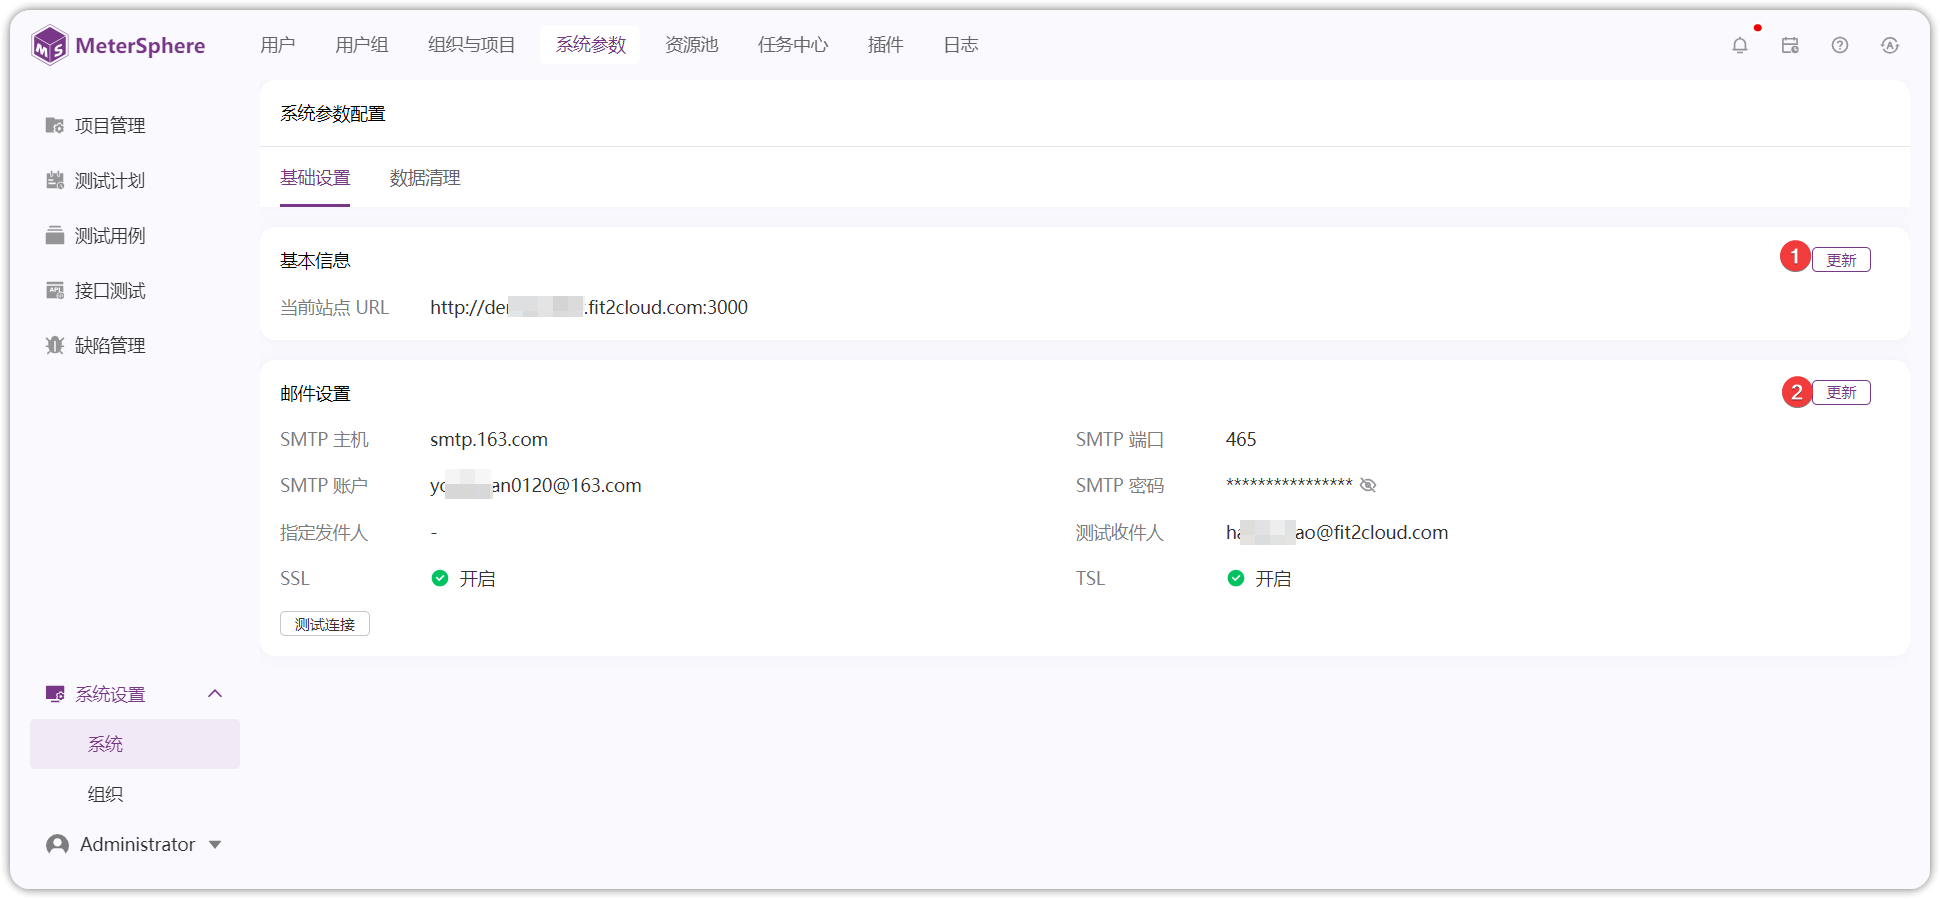 MeterSphere 用户 用户组 组织与项目 系统参数 资源池 任务中心 插件 日志
项目管理
测试计划
测试用例
接口测试
缺陷管理
系统设置
系统
组织
Administrator
系统参数配置
基础设置 数据清理
基本信息 1 更新
当前站点 URL http://de .fit2cloud.com:3000
邮件设置 2 更新
SMTP 主机 smtp.163.com SMTP 端口 465
SMTP 账户 yo an0120@163.com SMTP 密码 ****************
指定发件人 - 测试收件人 ha ao@fit2cloud.com
SSL 开启 TSL 开启
测试连接